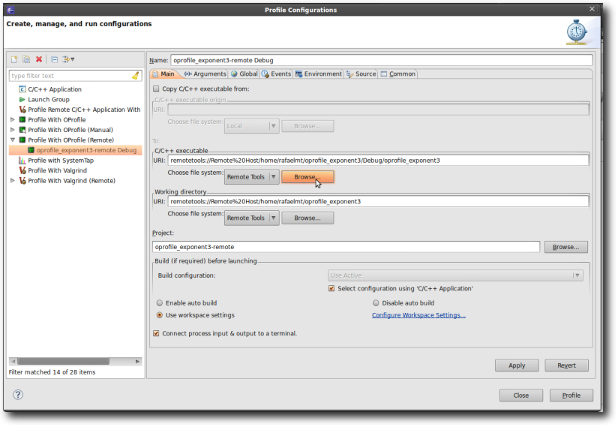 Profile Configurations
Create, manage, and run configurations
type filter text
C/C++ Application
Launch Group
Profile Remote C/C++ Application With
Profile With OProfile
Profile With OProfile (Manual)
Profile With OProfile (Remote)
oprofile_exponent3-remote Debug
Profile with SystemTap
Profile With Valgrind
Profile With Valgrind (Remote)
Filter matched 14 of 28 items
Name: oprofile_exponent3-remote Debug
Main Arguments Global Events Environment Source Common
Copy C/C++ executable from:
C/C++ executable origin
URI:
Choose file system: Local Browse...
To:
C/C++ executable
URI: remotetools://Remote%20Host/home/rafaelmt/oprofile_exponent3/Debug/oprofile_exponent3
Choose file system: Remote Tools Browse...
Working directory
URI: remotetools://Remote%20Host/home/rafaelmt/oprofile_exponent3
Choose file system: Remote Tools Browse...
Project:
oprofile_exponent3-remote Browse...
Build (if required) before launching
Build configuration: Use Active
Select configuration using 'C/C++ Application'
Enable auto build Disable auto build
Use workspace settings Configure Workspace Settings...
Connect process input & output to a terminal.
Apply Revert
? Close Profile